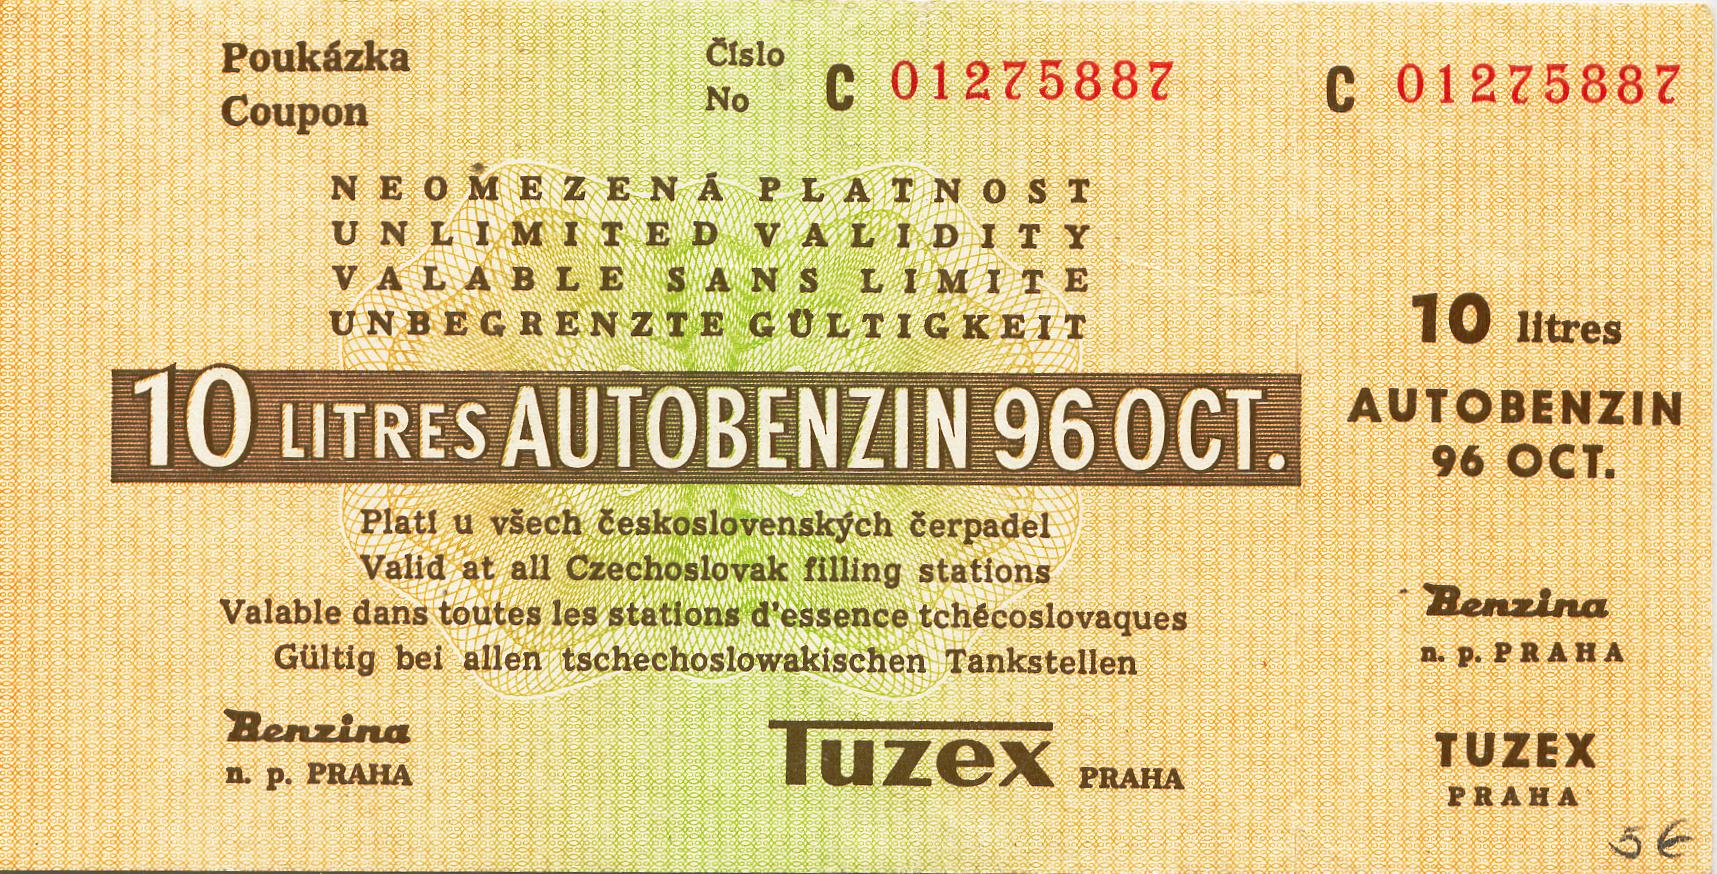 Poukázka
Coupon
Číslo
No
C 01275887
C 01275887
NEOMEZENÁ PLATNOST
UNLIMITED VALIDITY
VALABLE SANS LIMITE
UNBEGRENZTE GÜLTIGKEIT
10 LITRES AUTOBENZIN 96 OCT.
Platí u všech československých čerpadel
Valid at all Czechoslovak filling stations
Valable dans toutes les stations d'essence tchécoslovaques
Gültig bei allen tschechoslowakischen Tankstellen
Benzina
n. p. PRAHA
Tuzex PRAHA
10 litres
AUTOBENZIN
96 OCT.
Benzina
n. p. PRAHA
TUZEX
PRAHA
5 €